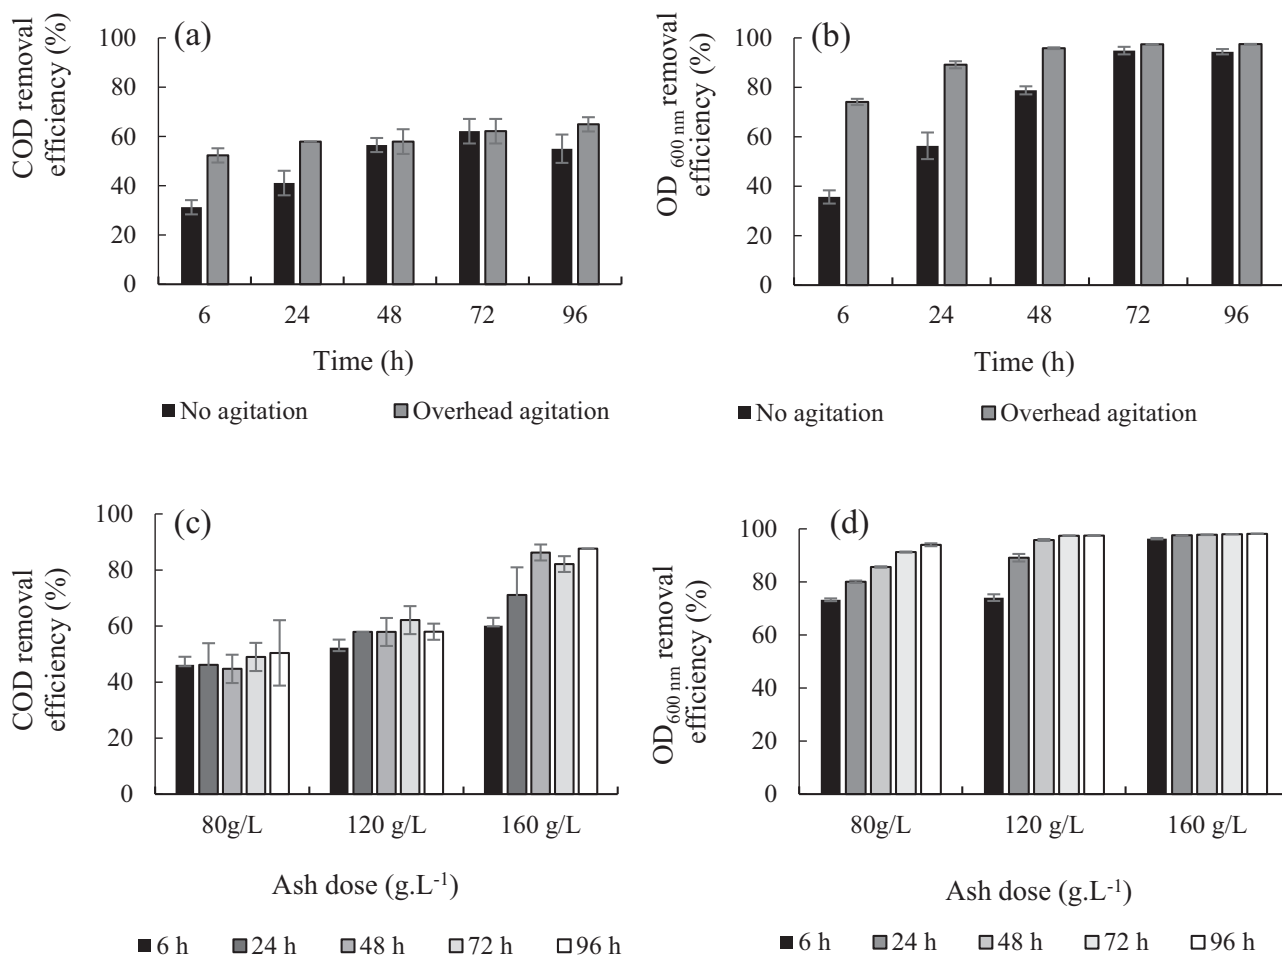 (a)
COD removal
efficiency (%)
100
80
60
40
20
0
6 24 48 72 96
Time (h)
No agitation Overhead agitation
(b)
OD 600 nm removal
efficiency (%)
100
80
60
40
20
0
6 24 48 72 96
Time (h)
No agitation Overhead agitation
(c)
COD removal
efficiency (%)
100
80
60
40
20
0
80g/L 120 g/L 160 g/L
Ash dose (g.L-1)
6 h 24 h 48 h 72 h 96 h
(d)
OD600 nm removal
efficiency (%)
100
80
60
40
20
0
80g/L 120 g/L 160 g/L
Ash dose (g.L-1)
6 h 24 h 48 h 72 h 96 h